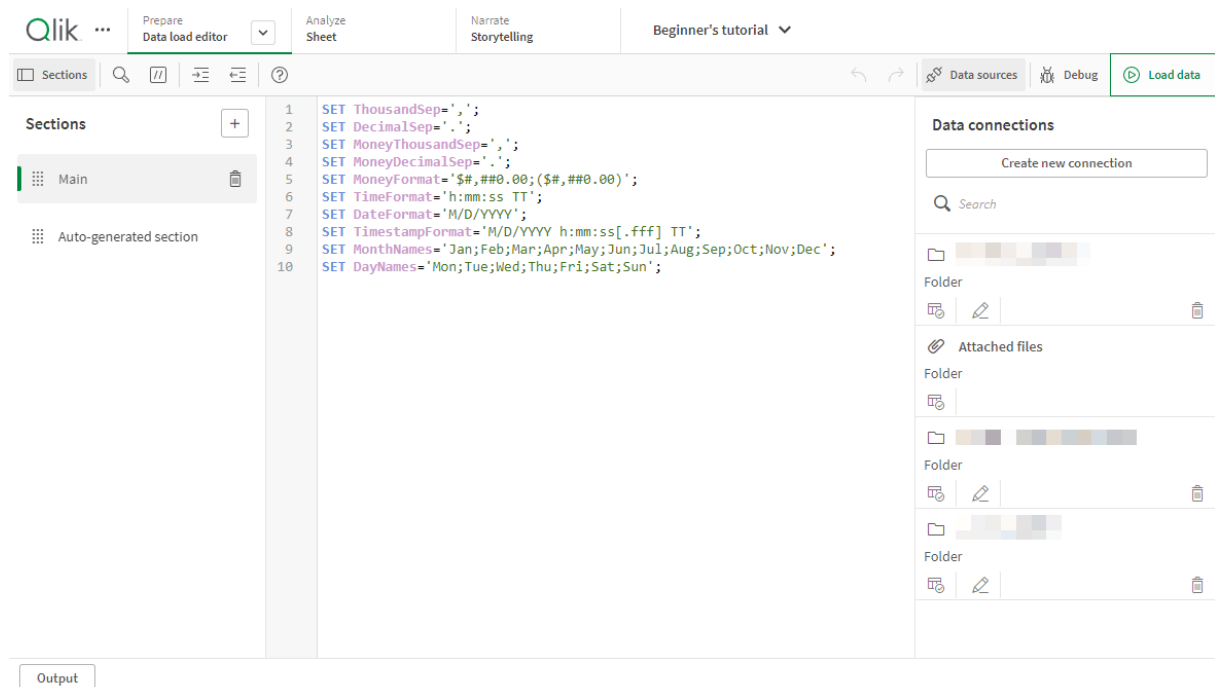 Qlik
Prepare
Data load editor
Analyze
Sheet
Narrate
Storytelling
Beginner's tutorial
Sections
Data sources
Debug
Load data
Sections
Main
Auto-generated section
1 SET ThousandSep=',';
2 SET DecimalSep='.';
3 SET MoneyThousandSep=',';
4 SET MoneyDecimalSep='.';
5 SET MoneyFormat='$#,##0.00;($#,##0.00)';
6 SET TimeFormat='h:mm:ss TT';
7 SET DateFormat='M/D/YYYY';
8 SET TimestampFormat='M/D/YYYY h:mm:ss[.fff] TT';
9 SET MonthNames='Jan;Feb;Mar;Apr;May;Jun;Jul;Aug;Sep;Oct;Nov;Dec';
10 SET DayNames='Mon;Tue;Wed;Thu;Fri;Sat;Sun';
Data connections
Create new connection
Search
Folder
Attached files
Folder
Folder
Folder
Output